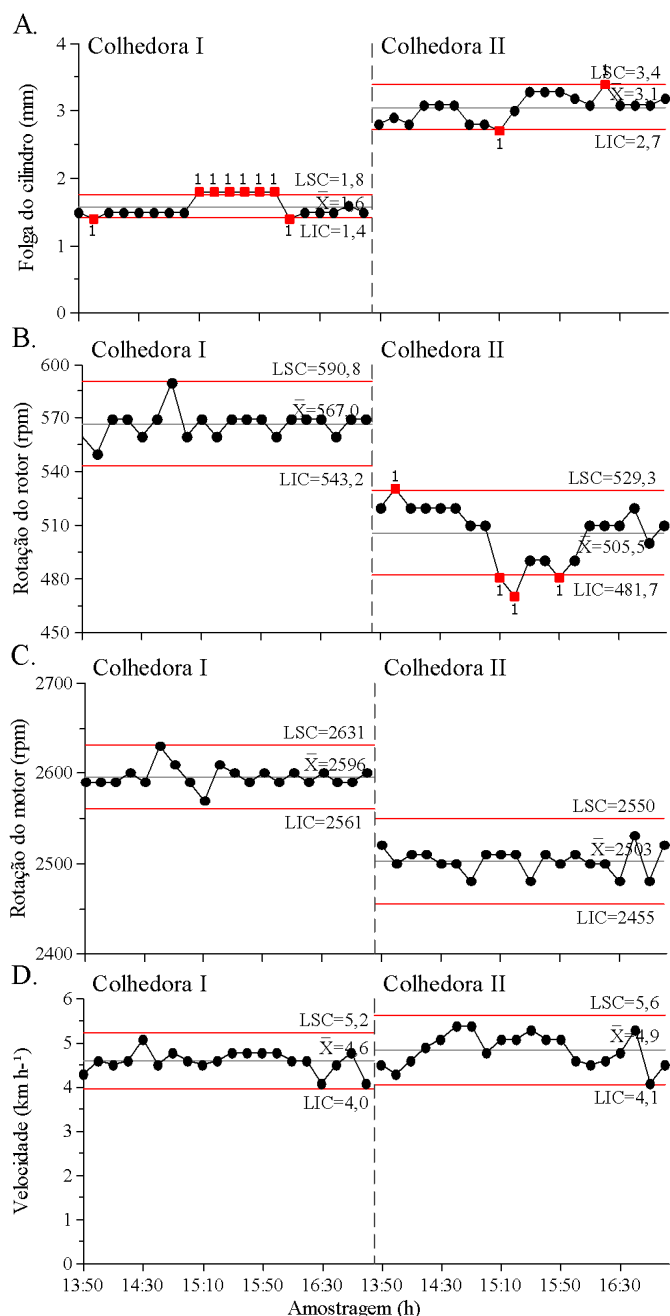 A.
Colhedora I
Colhedora II
4
3
2
1
0
Folga do cilindro (mm)
1
1 1 1 1 1 1
1
LSC=1,8
X̅=1,6
LIC=1,4
1
1
LSC=3,4
X̅=3,1
LIC=2,7
B.
Colhedora I
Colhedora II
600
570
540
510
480
450
Rotação do rotor (rpm)
LSC=590,8
X̅=567,0
LIC=543,2
1
1
1
1
LSC=529,3
X̅=505,5
LIC=481,7
C.
Colhedora I
Colhedora II
2700
2600
2500
2400
Rotação do motor (rpm)
LSC=2631
X̅=2596
LIC=2561
LSC=2550
X̅=2503
LIC=2455
D.
Colhedora I
Colhedora II
6
5
4
3
2
1
0
Velocidade (km h-¹)
LSC=5,2
X̅=4,6
LIC=4,0
LSC=5,6
X̅=4,9
LIC=4,1
13:50 14:30 15:10 15:50 16:30 13:50 14:30 15:10 15:50 16:30
Amostragem (h)